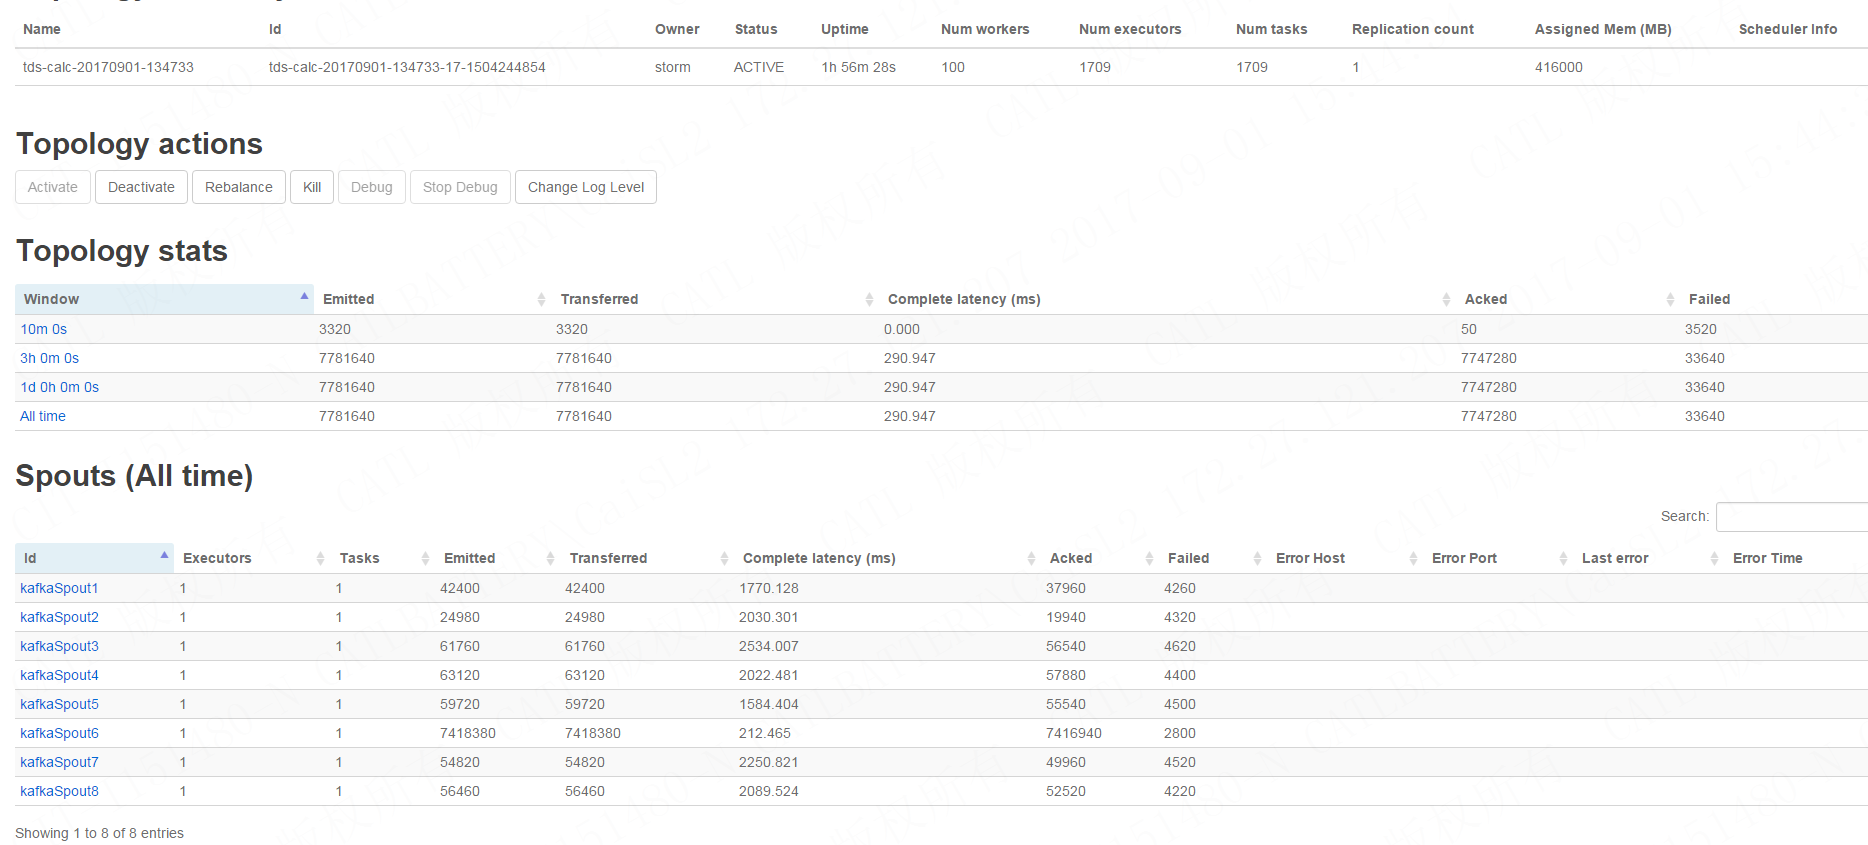 Name Id Owner Status Uptime Num workers Num executors Num tasks Replication count Assigned Mem (MB) Scheduler Info
tds-calc-20170901-134733 tds-calc-20170901-134733-17-1504244854 storm ACTIVE 1h 56m 28s 100 1709 1709 1 416000
Topology actions
Activate Deactivate Rebalance Kill Debug Stop Debug Change Log Level
Topology stats
Window Emitted Transferred Complete latency (ms) Acked Failed
10m 0s 3320 3320 0.000 50 3520
3h 0m 0s 7781640 7781640 290.947 7747280 33640
1d 0h 0m 0s 7781640 7781640 290.947 7747280 33640
All time 7781640 7781640 290.947 7747280 33640
Spouts (All time)
Search:
Id Executors Tasks Emitted Transferred Complete latency (ms) Acked Failed Error Host Error Port Last error Error Time
kafkaSpout1 1 1 42400 42400 1770.128 37960 4260
kafkaSpout2 1 1 24980 24980 2030.301 19940 4320
kafkaSpout3 1 1 61760 61760 2534.007 56540 4620
kafkaSpout4 1 1 63120 63120 2022.481 57880 4400
kafkaSpout5 1 1 59720 59720 1584.404 55540 4500
kafkaSpout6 1 1 7418380 7418380 212.465 7416940 2800
kafkaSpout7 1 1 54820 54820 2250.821 49960 4520
kafkaSpout8 1 1 56460 56460 2089.524 52520 4220
Showing 1 to 8 of 8 entries